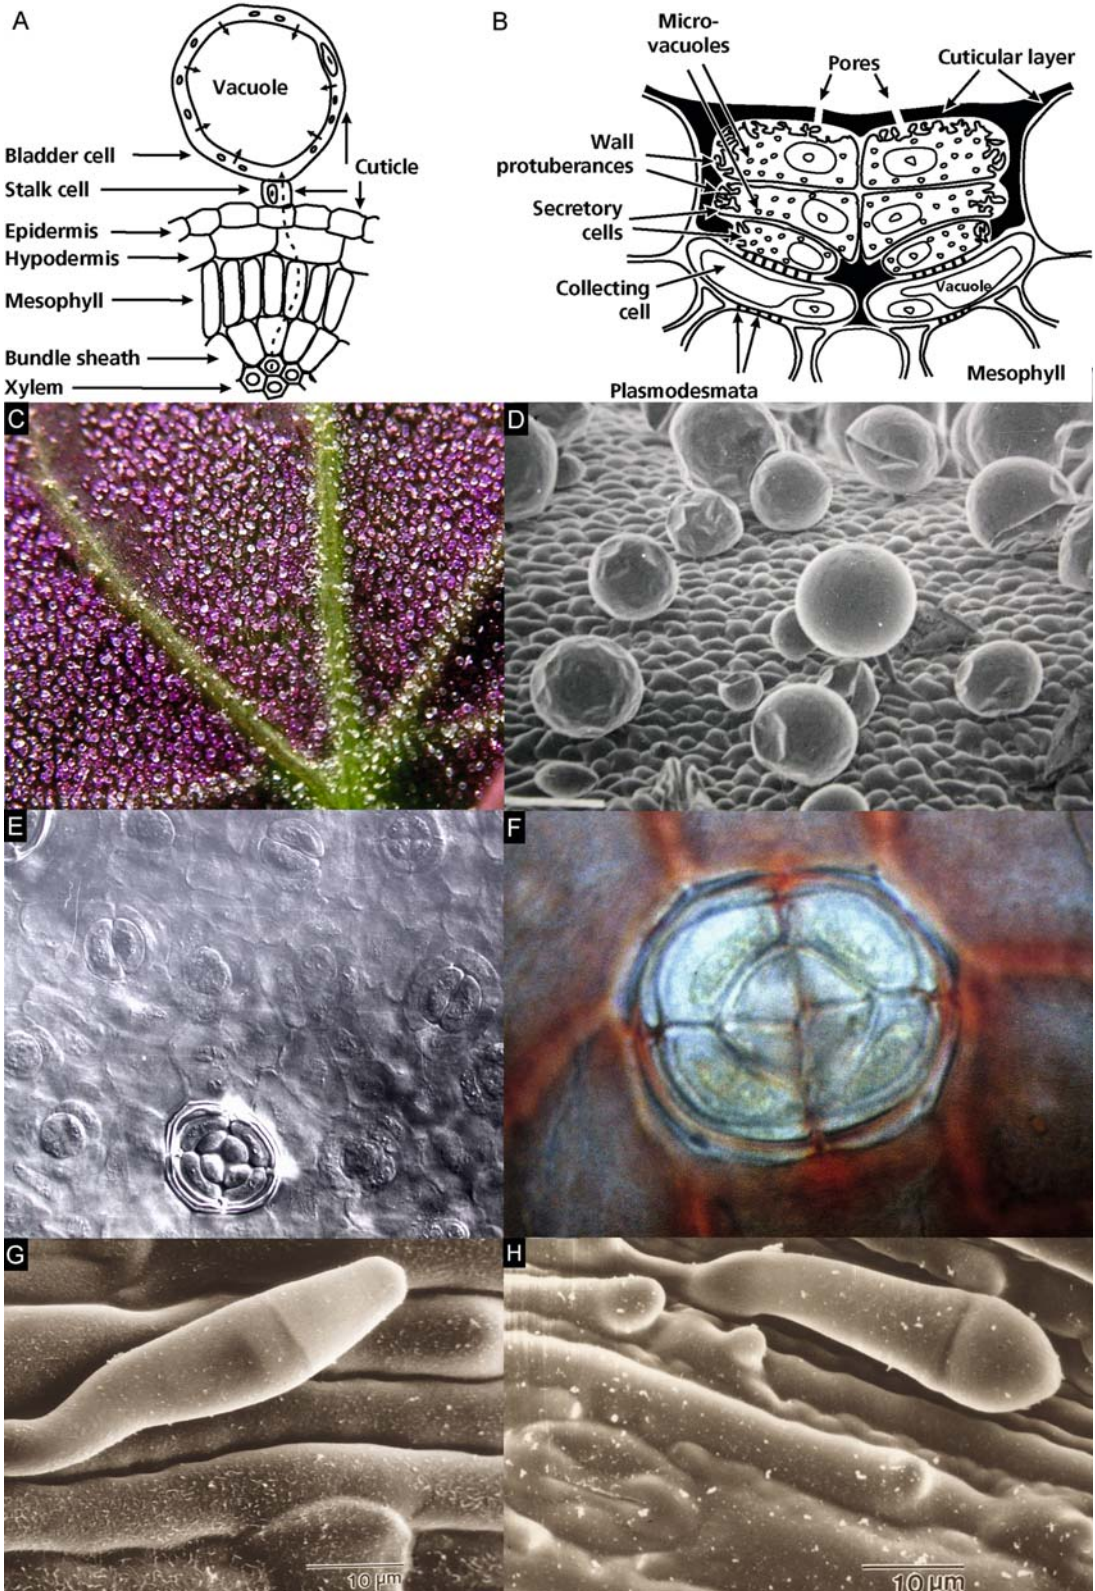 A
Vacuole
Bladder cell
Stalk cell
Cuticle
Epidermis
Hypodermis
Mesophyll
Bundle sheath
Xylem
B
Micro-
vacuoles
Pores
Cuticular layer
Wall
protuberances
Secretory
cells
Collecting
cell
Vacuole
Plasmodesmata
Mesophyll
C
D
E
F
G
10 µm
H
10 µm